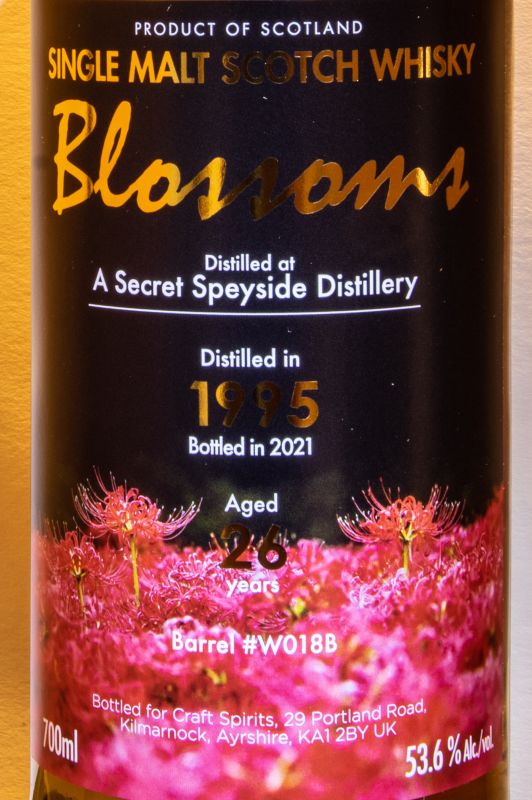 PRODUCT OF SCOTLAND
SINGLE MALT SCOTCH WHISKY
Blossoms
Distilled at
A Secret Speyside Distillery
Distilled in
1995
Bottled in 2021
Aged
26
years
Barrel #W018B
Bottled for Craft Spirits, 29 Portland Road,
Kilmarnock, Ayrshire, KA1 2BY UK
700ml
53.6 % Alc./vol.